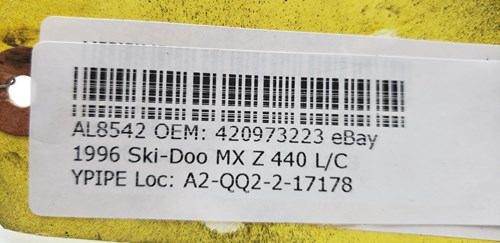 AL8542 OEM: 420973223 eBay
1996 Ski-Doo MX Z 440 L/C
YPIPE Loc: A2-QQ2-2-17178